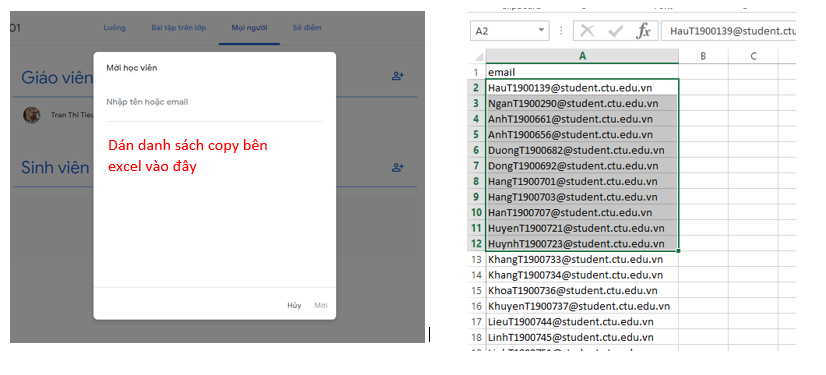 01 Luồng Bài tập trên lớp Mọi người Số điểm
Giáo viên
Tran Thi Tieu
Sinh viên
Mời học viên
Nhập tên hoặc email
Dán danh sách copy bên
excel vào đây
Hủy Mời
A2 fx HauT1900139@student.ctu.edu.vn
A B C
1 email
2 HauT1900139@student.ctu.edu.vn
3 NganT1900290@student.ctu.edu.vn
4 AnhT1900661@student.ctu.edu.vn
5 AnhT1900656@student.ctu.edu.vn
6 DuongT1900682@student.ctu.edu.vn
7 DongT1900692@student.ctu.edu.vn
8 HangT1900701@student.ctu.edu.vn
9 HangT1900703@student.ctu.edu.vn
10 HanT1900707@student.ctu.edu.vn
11 HuyenT1900721@student.ctu.edu.vn
12 HuynhT1900723@student.ctu.edu.vn
13 KhangT1900733@student.ctu.edu.vn
14 KhangT1900734@student.ctu.edu.vn
15 KhoaT1900736@student.ctu.edu.vn
16 KhuyenT1900737@student.ctu.edu.vn
17 LieuT1900744@student.ctu.edu.vn
18 LinhT1900745@student.ctu.edu.vn